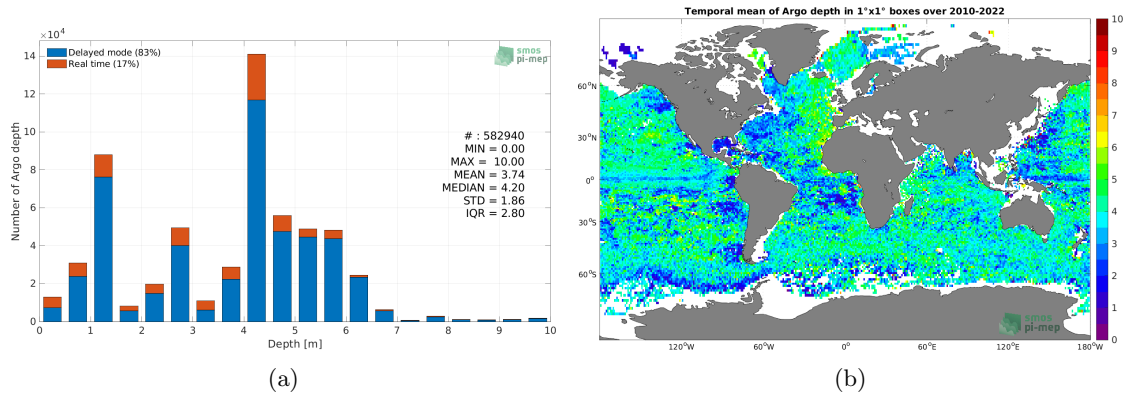 Delayed mode (83%)
Real time (17%)
smos
pi-mep
×10⁴
14
12
10
8
6
4
2
0
Number of Argo depth
# : 582940
MIN = 0.00
MAX = 10.00
MEAN = 3.74
MEDIAN = 4.20
STD = 1.86
IQR = 2.80
0 1 2 3 4 5 6 7 8 9 10
Depth [m]
(a)
Temporal mean of Argo depth in 1°x1° boxes over 2010-2022
60°N
30°N
0°
30°S
60°S
120°W 60°W 0° 60°E 120°E 180°W
smos
pi-mep
10
9
8
7
6
5
4
3
2
1
0
(b)